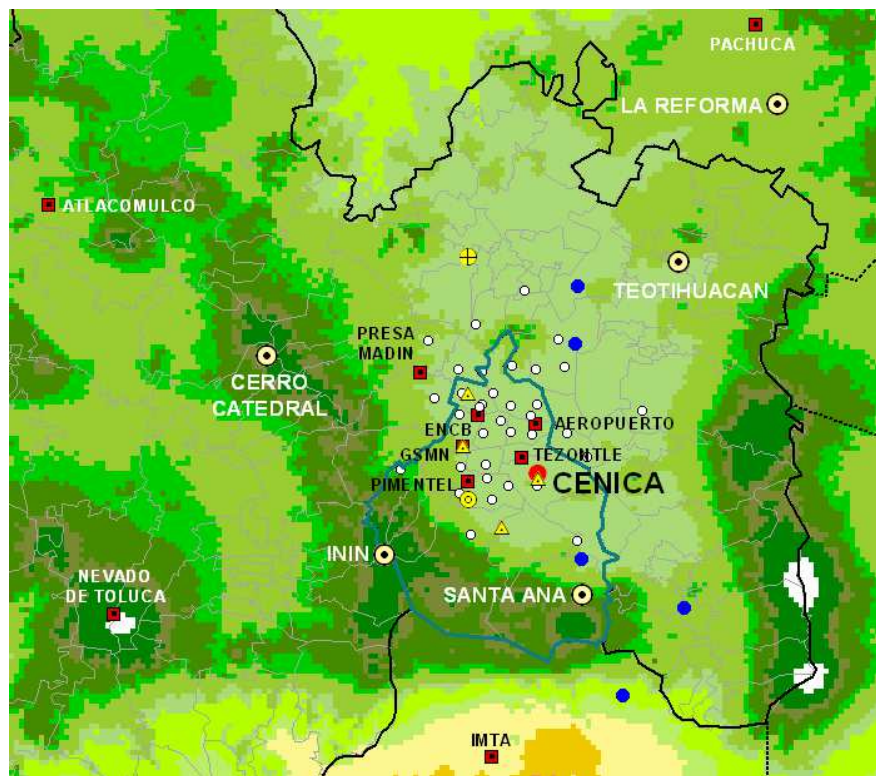 PACHUCA
LA REFORMA
ATLACOMULCO
TEOTIHUACAN
PRESA
MADIN
CERRO
CATEDRAL
ENCB
AEROPUERTO
GSMN
TEZONTLE
PIMENTEL
CENICA
ININ
NEVADO
DE TOLUCA
SANTA ANA
IMTA